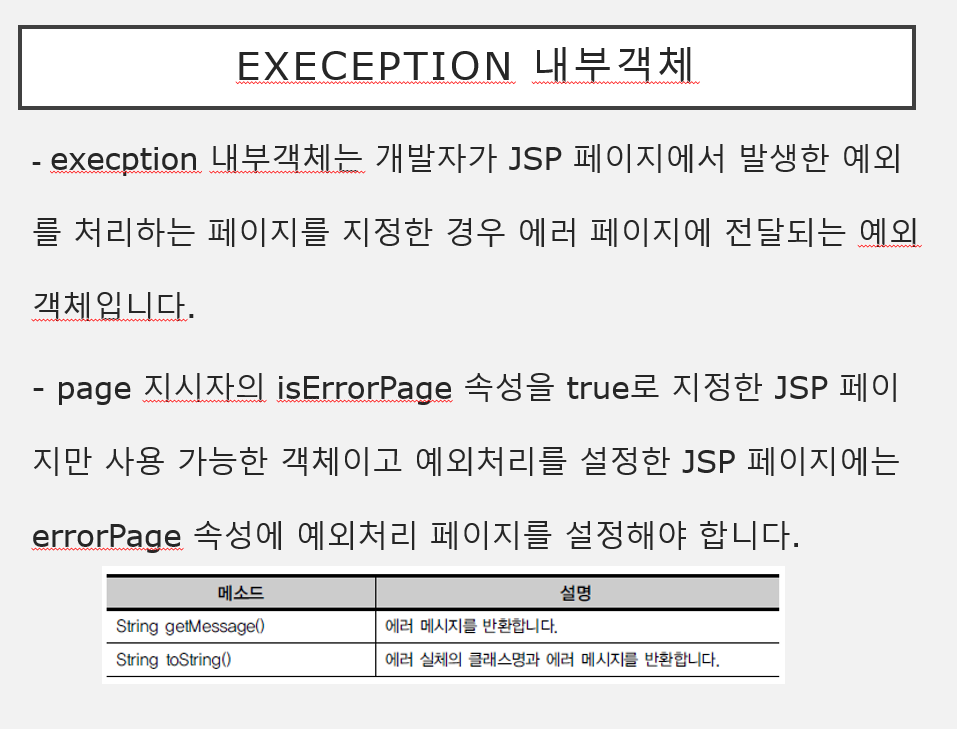 EXECEPTION 내부객체
- execption 내부객체는 개발자가 JSP 페이지에서 발생한 예외
를 처리하는 페이지를 지정한 경우 에러 페이지에 전달되는 예외
객체입니다.
- page 지시자의 isErrorPage 속성을 true로 지정한 JSP 페이
지만 사용 가능한 객체이고 예외처리를 설정한 JSP 페이지에는
errorPage 속성에 예외처리 페이지를 설정해야 합니다.
메소드 설명
String getMessage() 에러 메시지를 반환합니다.
String toString() 에러 실체의 클래스명과 에러 메시지를 반환합니다.